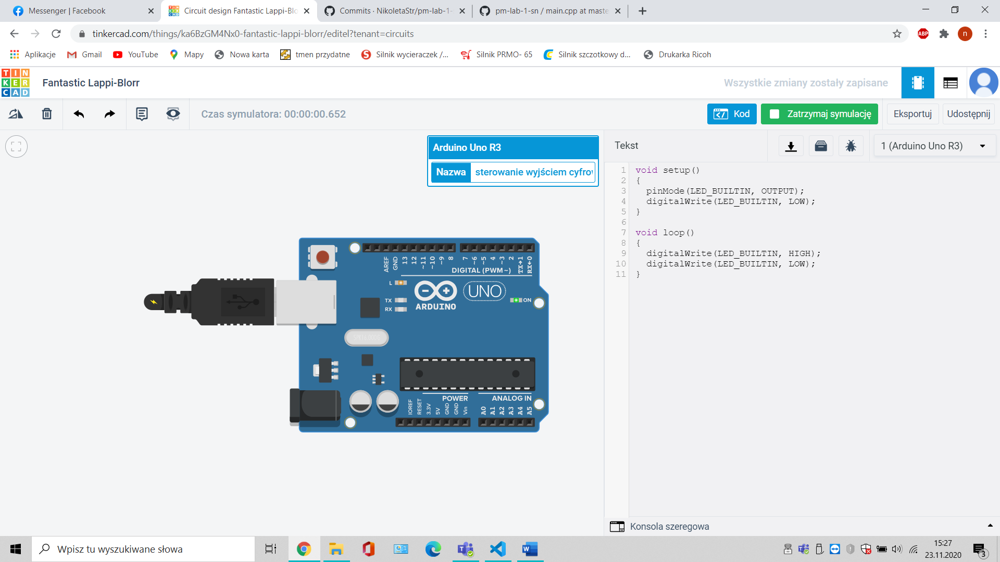 Messenger | Facebook
Circuit design Fantastic Lappi-Blo
Commits · NikoletaStr/pm-lab-1-
pm-lab-1-sn / main.cpp at maste
tinkercad.com/things/ka6BzGM4Nx0-fantastic-lappi-blorr/editel?tenant=circuits
ABP
n
Aplikacje
Gmail
YouTube
Mapy
Nowa karta
tmen przydatne
Silnik wycieraczek /...
Silnik PRMO- 65
Silnik szczotkowy d...
Drukarka Ricoh
TINKERCAD
Fantastic Lappi-Blorr
Wszystkie zmiany zostały zapisane
Czas symulatora: 00:00:00.652
Kod
Zatrzymaj symulację
Eksportuj
Udostępnij
Arduino Uno R3
Nazwa
sterowanie wyjściem cyfrow
Tekst
1 (Arduino Uno R3)
1 void setup()
2 {
3 pinMode(LED_BUILTIN, OUTPUT);
4 digitalWrite(LED_BUILTIN, LOW);
5 }
6
7 void loop()
8 {
9 digitalWrite(LED_BUILTIN, HIGH);
10 digitalWrite(LED_BUILTIN, LOW);
11 }
AREF
GND
13
12
~11
~10
~9
8
7
~6
~5
4
~3
2
TX→1
RX←0
DIGITAL (PWM~)
L
TX
RX
ARDUINO
UNO
ON
SPK16.000G
POWER
ANALOG IN
IOREF
RESET
3.3V
5V
GND
GND
Vin
A0
A1
A2
A3
A4
A5
Konsola szeregowa
Wpisz tu wyszukiwane słowa
15:27
23.11.2020
3